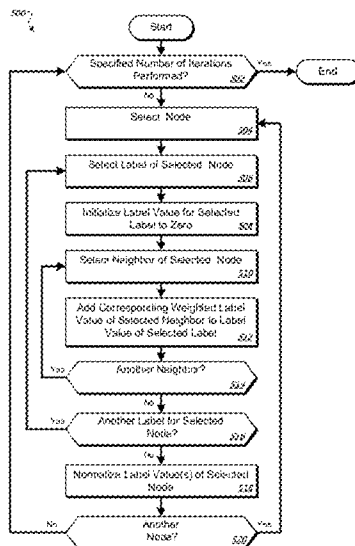 500
Start
Specified Number of Iterations
Performed?
502
Yes
End
No
Select Node
504
Select Label of Selected Node
506
Initialize Label Value for Selected
Label to Zero
508
Select Neighbor of Selected Node
510
Add Corresponding Weighted Label
Value of Selected Neighbor to Label
Value of Selected Label
512
Yes
Another Neighbor?
514
No
Yes
Another Label for Selected
Node?
516
No
Normalize Label Value(s) of Selected
Node
518
No
Another
Node?
520
Yes